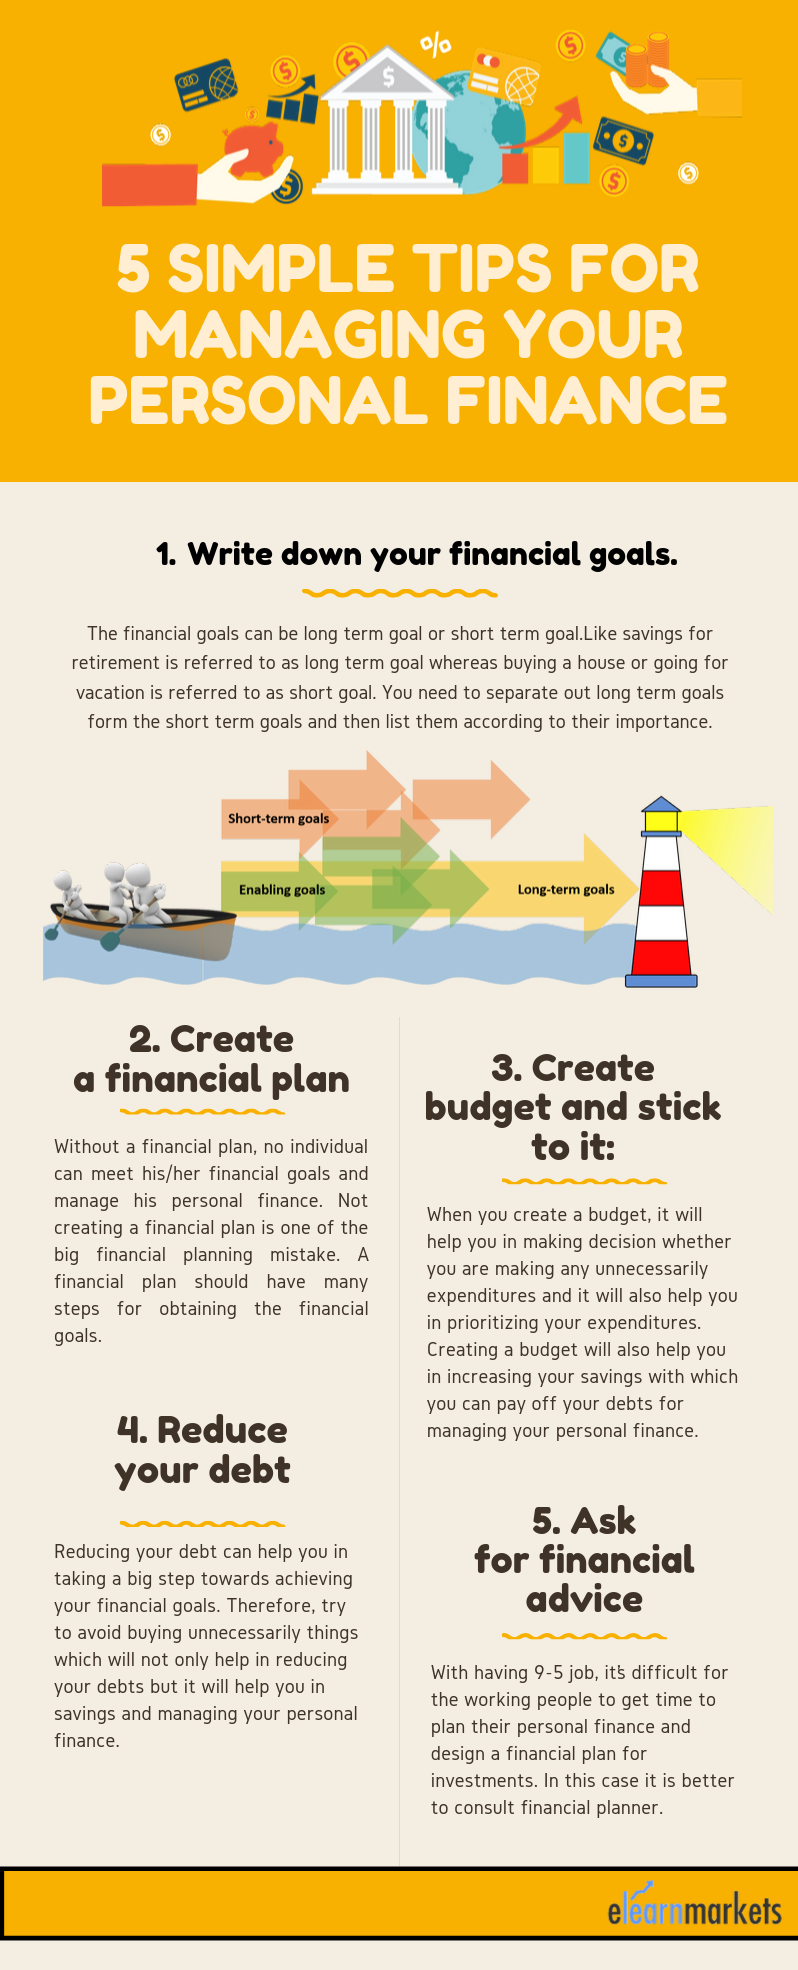 %
5 SIMPLE TIPS FOR
MANAGING YOUR
PERSONAL FINANCE
1. Write down your financial goals.
The financial goals can be long term goal or short term goal.Like savings for
retirement is referred to as long term goal whereas buying a house or going for
vacation is referred to as short goal. You need to separate out long term goals
form the short term goals and then list them according to their importance.
Short-term goals
Enabling goals
Long-term goals
2. Create
a financial plan
Without a financial plan, no individual
can meet his/her financial goals and
manage his personal finance. Not
creating a financial plan is one of the
big financial planning mistake. A
financial plan should have many
steps for obtaining the financial
goals.
3. Create
budget and stick
to it:
When you create a budget, it will
help you in making decision whether
you are making any unnecessarily
expenditures and it will also help you
in prioritizing your expenditures.
Creating a budget will also help you
in increasing your savings with which
you can pay off your debts for
managing your personal finance.
4. Reduce
your debt
Reducing your debt can help you in
taking a big step towards achieving
your financial goals. Therefore, try
to avoid buying unnecessarily things
which will not only help in reducing
your debts but it will help you in
savings and managing your personal
finance.
5. Ask
for financial
advice
With having 9-5 job, it's difficult for
the working people to get time to
plan their personal finance and
design a financial plan for
investments. In this case it is better
to consult financial planner.
elearnmarkets